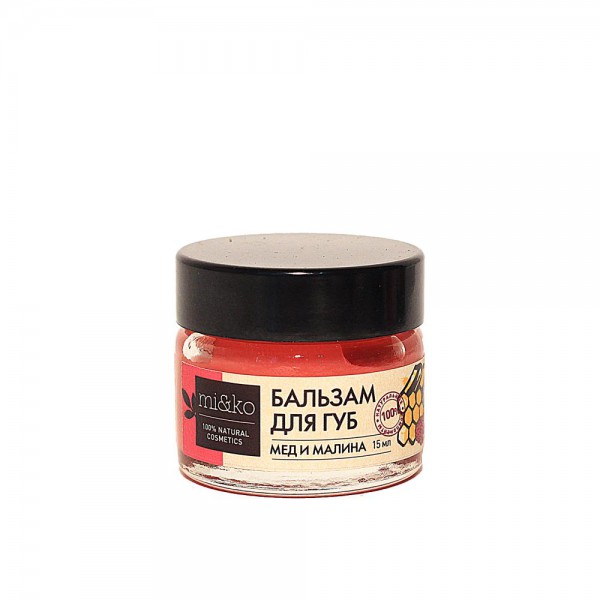 mi&ko
100% NATURAL
COSMETICS
БАЛЬЗАМ
ДЛЯ ГУБ
МЕД И МАЛИНА 15 мл
100%